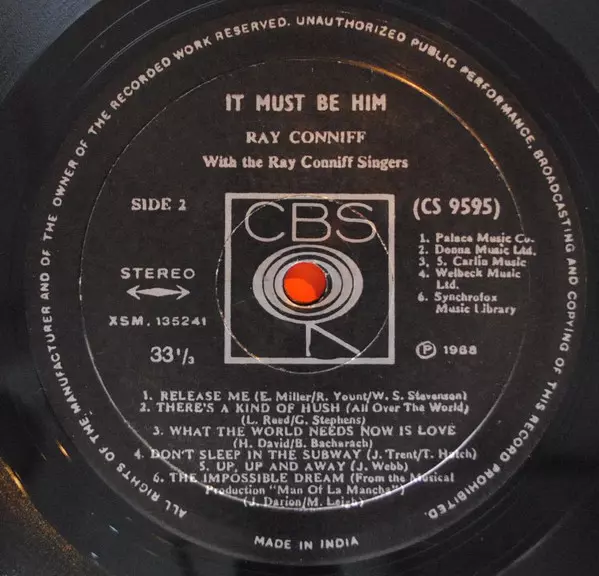 ALL RIGHTS OF THE MANUFACTURER AND OF THE OWNER OF THE RECORDED WORK RESERVED. UNAUTHORIZED PUBLIC PERFORMANCE, BROADCASTING AND COPYING OF THIS RECORD PROHIBITED.
IT MUST BE HIM
RAY CONNIFF
With the Ray Conniff Singers
SIDE 2
CBS
(CS 9595)
1. Palace Music Co.
2. Donna Music Ltd.
3, 5. Carlin Music
4. Welbeck Music
Ltd.
6. Synchrofox
Music Library
STEREO
XSM. 135241
33 1/3
Ⓟ 1968
1. RELEASE ME (E. Miller/R. Yount/W. S. Stevenson)
2. THERE'S A KIND OF HUSH (All Over The World)
(L. Reed/G. Stephens)
3. WHAT THE WORLD NEEDS NOW IS LOVE
(H. David/B. Bacharach)
4. DON'T SLEEP IN THE SUBWAY (J. Trent/T. Hatch)
5. UP, UP AND AWAY (J. Webb)
6. THE IMPOSSIBLE DREAM (From the Musical
Production "Man Of La Mancha")
(J. Darion/M. Leigh)
MADE IN INDIA